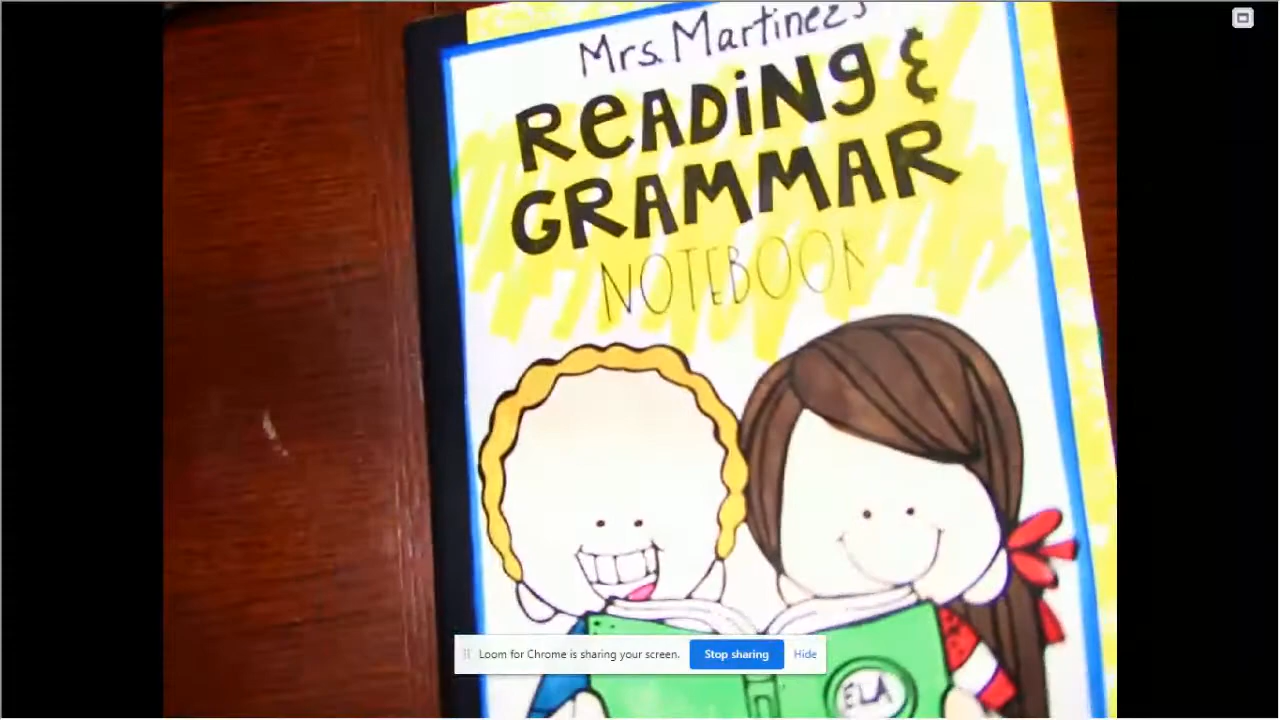 Mrs. Martinez's
READiNg &
GRAMMAR
NOTEBOOK
Loom for Chrome is sharing your screen. Stop sharing Hide
ELA